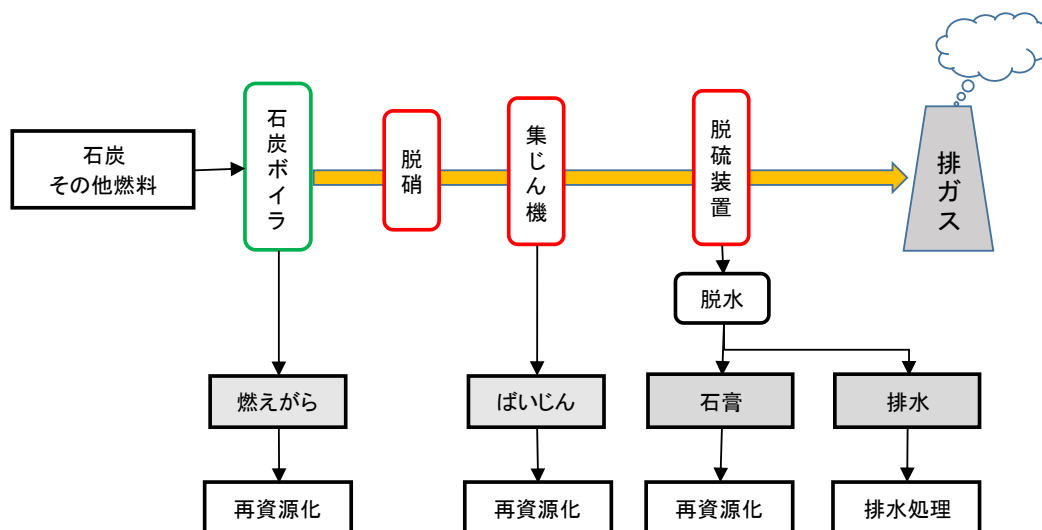 石炭
その他燃料
石炭ボイラ
脱硝
集じん機
脱硫装置
排ガス
脱水
燃えがら
ばいじん
石膏
排水
再資源化
再資源化
再資源化
排水処理